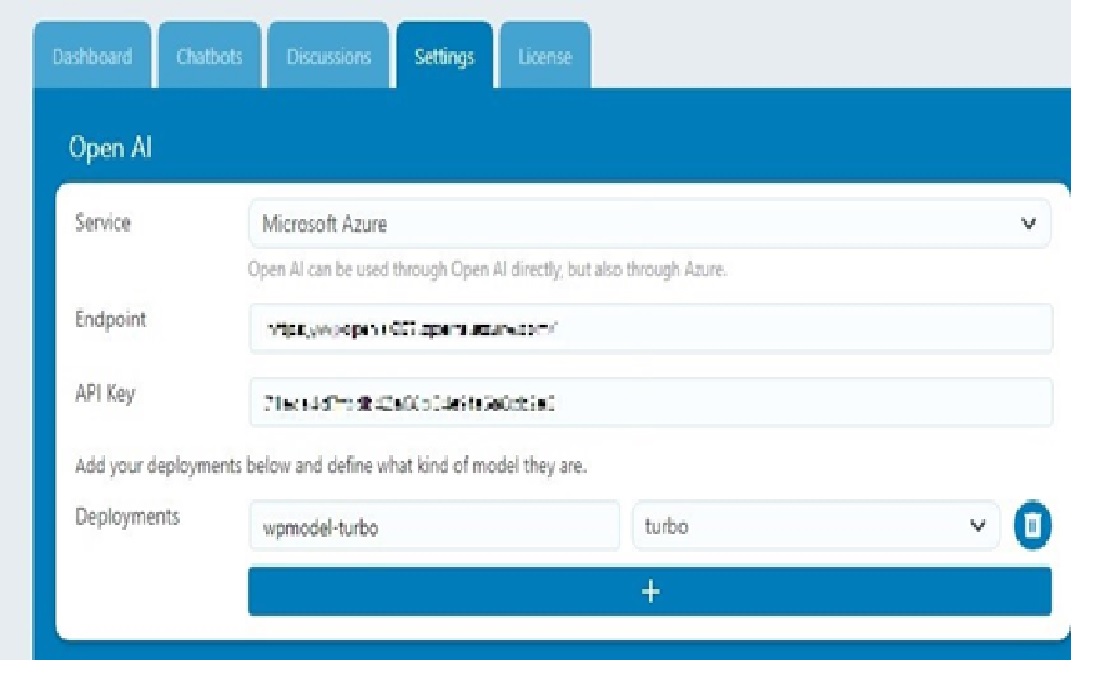 Dashboard Chatbots Discussions Settings License
Open AI
Service Microsoft Azure
Open AI can be used through Open AI directly, but also through Azure.
Endpoint
API Key
Add your deployments below and define what kind of model they are.
Deployments wpmodel-turbo turbo
+